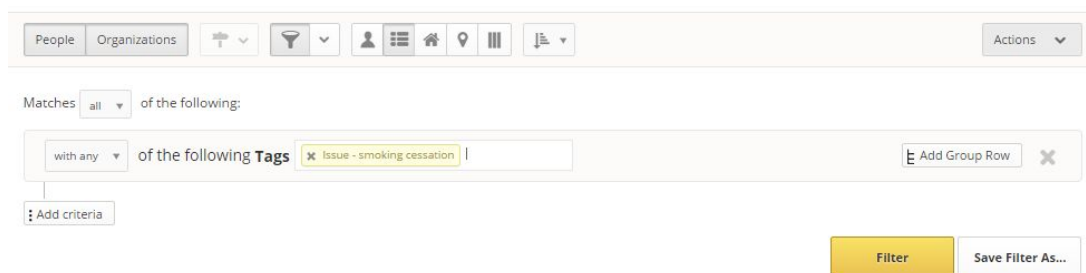 People Organizations Actions
Matches all of the following:
with any of the following Tags Issue - smoking cessation Add Group Row
Add criteria
Filter Save Filter As...